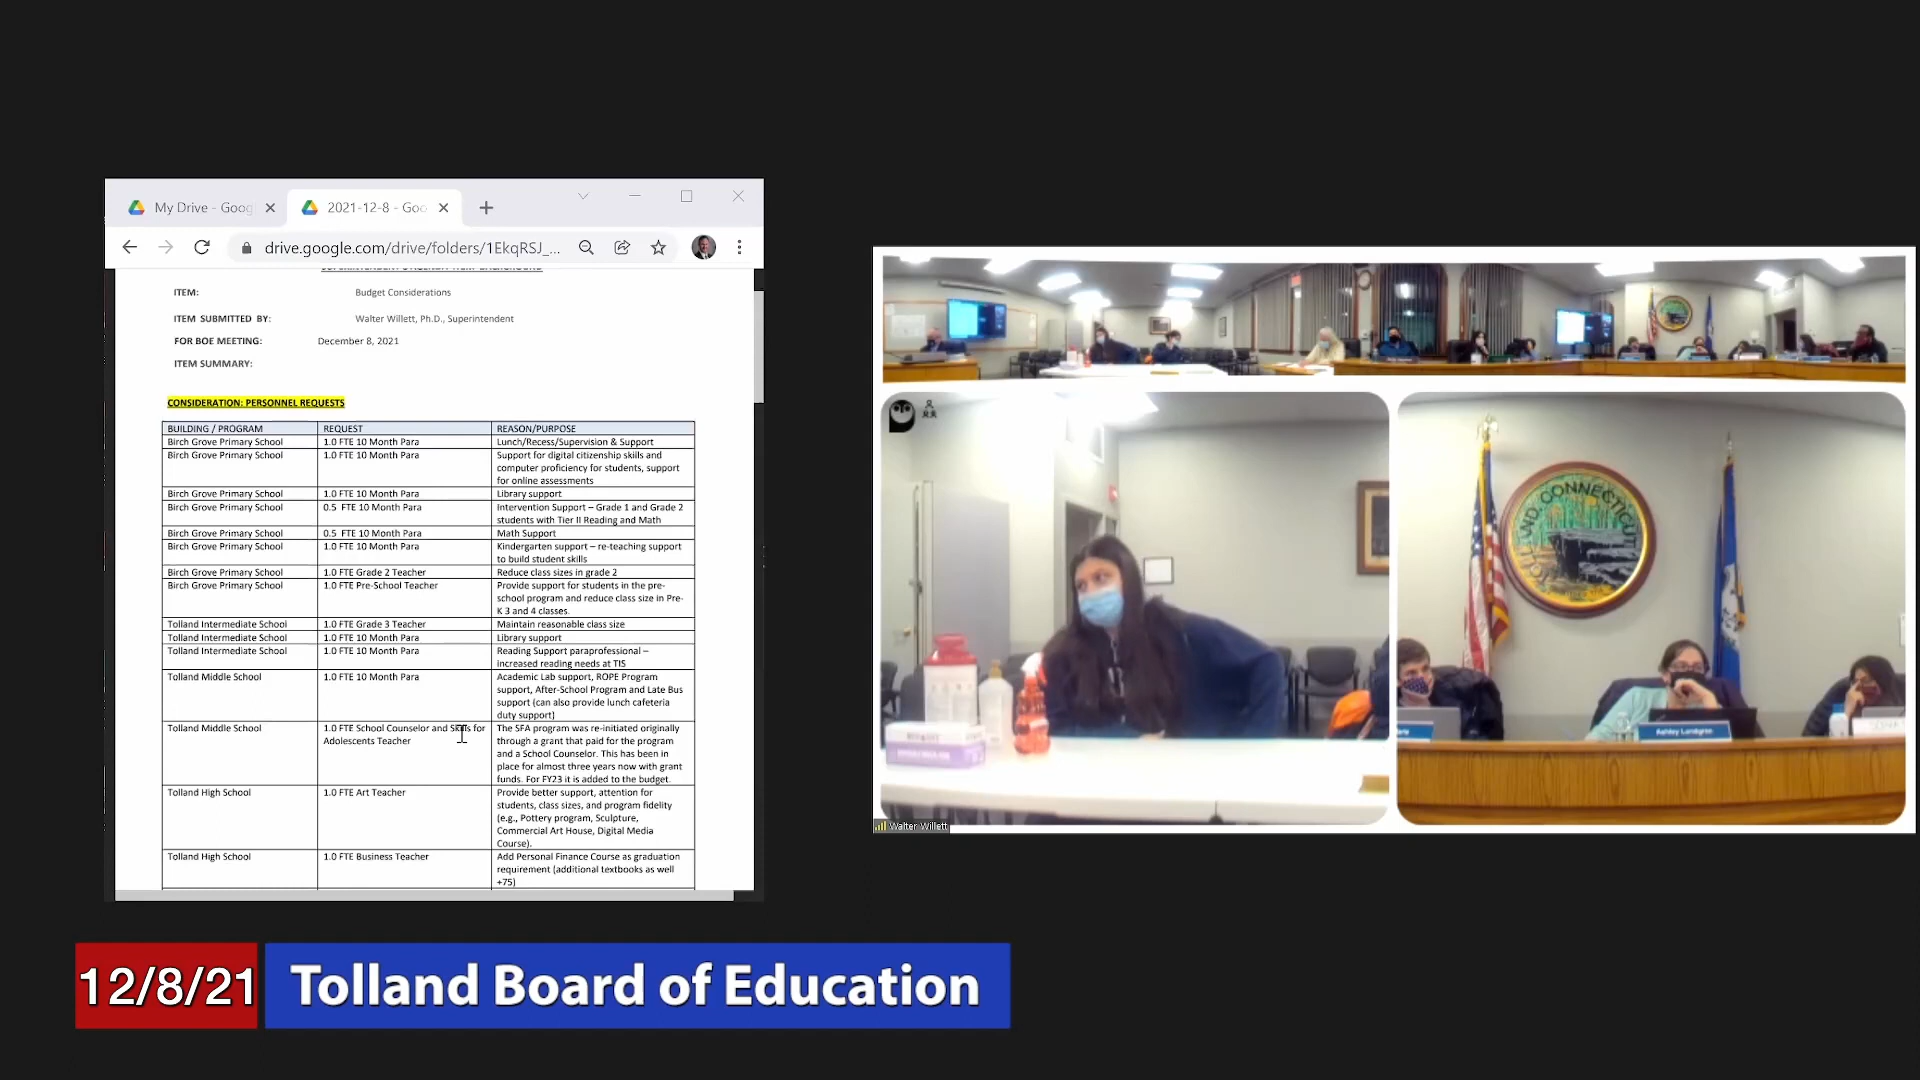 My Drive - Goog
2021-12-8 - Goo
drive.google.com/drive/folders/1EkqRSJ_...
ITEM: Budget Considerations
ITEM SUBMITTED BY: Walter Willett, Ph.D., Superintendent
FOR BOE MEETING: December 8, 2021
ITEM SUMMARY:
CONSIDERATION: PERSONNEL REQUESTS
BUILDING / PROGRAM REQUEST REASON/PURPOSE
Birch Grove Primary School 1.0 FTE 10 Month Para Lunch/Recess/Supervision & Support
Birch Grove Primary School 1.0 FTE 10 Month Para Support for digital citizenship skills and
computer proficiency for students, support
for online assessments
Birch Grove Primary School 1.0 FTE 10 Month Para Library support
Birch Grove Primary School 0.5 FTE 10 Month Para Intervention Support – Grade 1 and Grade 2
students with Tier II Reading and Math
Birch Grove Primary School 0.5 FTE 10 Month Para Math Support
Birch Grove Primary School 1.0 FTE 10 Month Para Kindergarten support – re-teaching support
to build student skills
Birch Grove Primary School 1.0 FTE Grade 2 Teacher Reduce class sizes in grade 2
Birch Grove Primary School 1.0 FTE Pre-School Teacher Provide support for students in the pre-
school program and reduce class size in Pre-
K 3 and 4 classes.
Tolland Intermediate School 1.0 FTE Grade 3 Teacher Maintain reasonable class size
Tolland Intermediate School 1.0 FTE 10 Month Para Library support
Tolland Intermediate School 1.0 FTE 10 Month Para Reading Support paraprofessional –
increased reading needs at TIS
Tolland Middle School 1.0 FTE 10 Month Para Academic Lab support, ROPE Program
support, After-School Program and Late Bus
support (can also provide lunch cafeteria
duty support)
Tolland Middle School 1.0 FTE School Counselor and Skills for The SFA program was re-initiated originally
Adolescents Teacher through a grant that paid for the program
and a School Counselor. This has been in
place for almost three years now with grant
funds. For FY23 it is added to the budget.
Tolland High School 1.0 FTE Art Teacher Provide better support, attention for
students, class sizes, and program fidelity
(e.g., Pottery program, Sculpture,
Commercial Art House, Digital Media
Course).
Tolland High School 1.0 FTE Business Teacher Add Personal Finance Course as graduation
requirement (additional textbooks as well
+75)
CONNECTICUT
Ashley Lundgren
Walter Willett
12/8/21 Tolland Board of Education